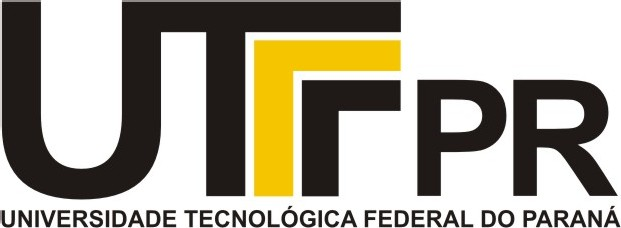 UTFPR
UNIVERSIDADE TECNOLÓGICA FEDERAL DO PARANÁ